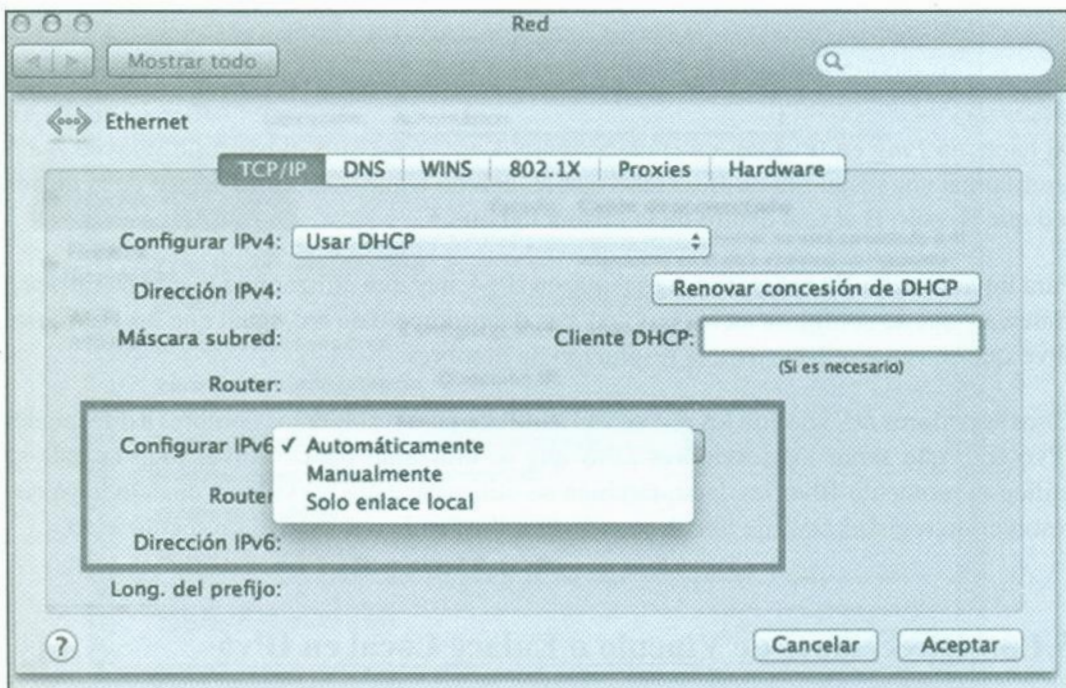 Red
Mostrar todo
Ethernet
TCP/IP DNS WINS 802.1X Proxies Hardware
Configurar IPv4: Usar DHCP
Dirección IPv4: Renovar concesión de DHCP
Máscara subred: Cliente DHCP:
(Si es necesario)
Router:
Configurar IPv6 ✓ Automáticamente
Manualmente
Router
Solo enlace local
Dirección IPv6:
Long. del prefijo:
? Cancelar Aceptar